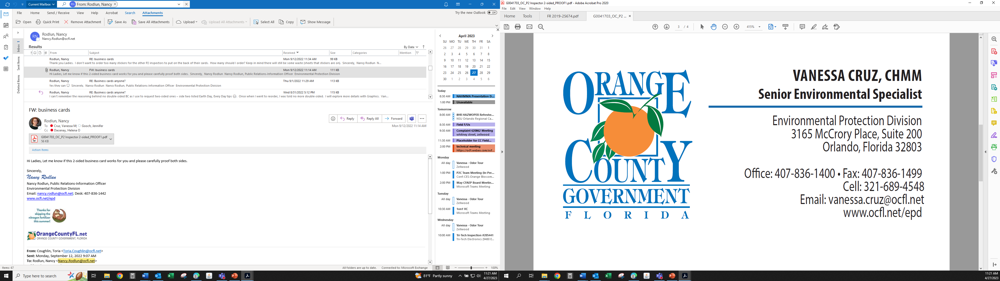 Current Mailbox
RN From: Rodlun, Nancy
File Home Send / Receive View Help Acrobat Search Attachments
Try the new Outlook Off
Open Quick Print Remove Attachment Save As Save All Attachments Upload Upload All Attachments Select All Copy Show Message
Inbox 1
Sent Items
Deleted Items
RN
Rodlun, Nancy
Nancy.Rodlun@ocfl.net
Results
By Date
From Subject Received Size Categories Mention
Rodlun, Nancy RE: business cards Mon 9/12/2022 11:34 AM 99 KB
Thank you Ladies. I don't want to order too many stickers for the other P2 inspectors to put on the back of their cards. How many should I order? Keep in mind there will still be some waste (sheets that stickers are on). Sincerely, Nancy Rodlun N...
Rodlun, Nancy FW: business cards Mon 9/12/2022 11:14 AM 111 KB
Hi Ladies, Let me know if this 2-sided business card works for you and please carefully proof both sides. Sincerely, Nancy Rodlun Nancy Rodlun, Public Relations-Information Officer Environmental Protection Division
Rodlun, Nancy RE: Business cards anyone? Thu 9/1/2022 11:29 AM 113 KB
Yes they can Sincerely, Nancy Rodlun Nancy Rodlun, Public Relations-Information Officer Environmental Protection Division
Rodlun, Nancy RE: Business cards anyone? Wed 8/31/2022 5:12 PM 115 KB
I can't remember the reasoning behind no double-sided BC as I use to request two-sided ones – side two listed Earth Day, Every Day tips. Once when I went to reorder, I was told no more double-sided. I will explore more details with Graphics. Van...
FW: business cards
Rodlun, Nancy
To Cruz, Vanessa M; Gooch, Jennifer
Cc Dacenay, Helena O
Reply Reply All Forward
Mon 9/12/2022 11:14 AM
G0041703_OC_P2 Inspector 2-sided_PROOF1.pdf
56 KB
Action Items
Hi Ladies, Let me know if this 2-sided business card works for you and please carefully proof both sides.
Sincerely,
Nancy Rodlun
Nancy Rodlun, Public Relations-Information Officer
Environmental Protection Division
Email: nancy.rodlun@ocfl.net; Desk: 407-836-1442
www.ocfl.net/epd
Thanks for
skipping the
nitrogen fertilizer
this summer!
OrangeCountyFL.net
ORANGE COUNTY GOVERNMENT, FLORIDA
From: Coughlin, Toria <Toria.Coughlin@ocfl.net>
Sent: Monday, September 12, 2022 9:07 AM
To: Rodlun, Nancy <Nancy.Rodlun@ocfl.net>
April 2023
SU MO TU WE TH FR SA
26 27 28 29 30 31 1
2 3 4 5 6 7 8
9 10 11 12 13 14 15
16 17 18 19 20 21 22
23 24 25 26 27 28 29
30 1 2 3 4 5 6
Today
8:30 AM NAHMMA Presentation D...
1:00 PM Unavailable
Tomorrow
8:00 AM 8HR HAZWOPER Refreshe...
NSU Orlando Regional Ca...
8:30 AM Field F/Us
9:30 AM Complaint 620862 Meeting
whitney street, zellwood
11:30 AM Placeholder for CC Field...
2:00 PM technical meeting
https://ocfl.webex.com/ocf...
Monday
All day Vanessa - Odor Tour
Zellwood
1:00 PM P2C Team Meeting (In-Per...
Conf-CES-Orange Blossom...
2:00 PM May CFAEP Board Meetin...
Microsoft Teams Meeting
Tuesday
All day Vanessa - Odor Tour
Zellwood
10:30 AM 1on1 VC
Microsoft Teams Meeting
Wednesday
All day Vanessa - Odor Tour
Zellwood
10:00 AM Tri-Tech Inspection #205441
Tri-Tech Electronics (9480 E...
Items: 67
All folders are up to date. Connected to: Microsoft Exchange 100%
Type here to search
81°F Partly sunny
11:21 AM
4/27/2023
G0041703_OC_P2 Inspector 2-sided_PROOF1.pdf - Adobe Acrobat Pro 2020
File Edit View Window Help
Home Tools FR 2019-25674.pdf G0041703_OC_P2 ...
3 / 4 415%
ORANGE
COUNTY
GOVERNMENT
FLORIDA
VANESSA CRUZ, CHMM
Senior Environmental Specialist
Environmental Protection Division
3165 McCrory Place, Suite 200
Orlando, Florida 32803
Office: 407-836-1400 • Fax: 407-836-1499
Cell: 321-689-4548
Email: vanessa.cruz@ocfl.net
www.ocfl.net/epd
11:21 AM
4/27/2023